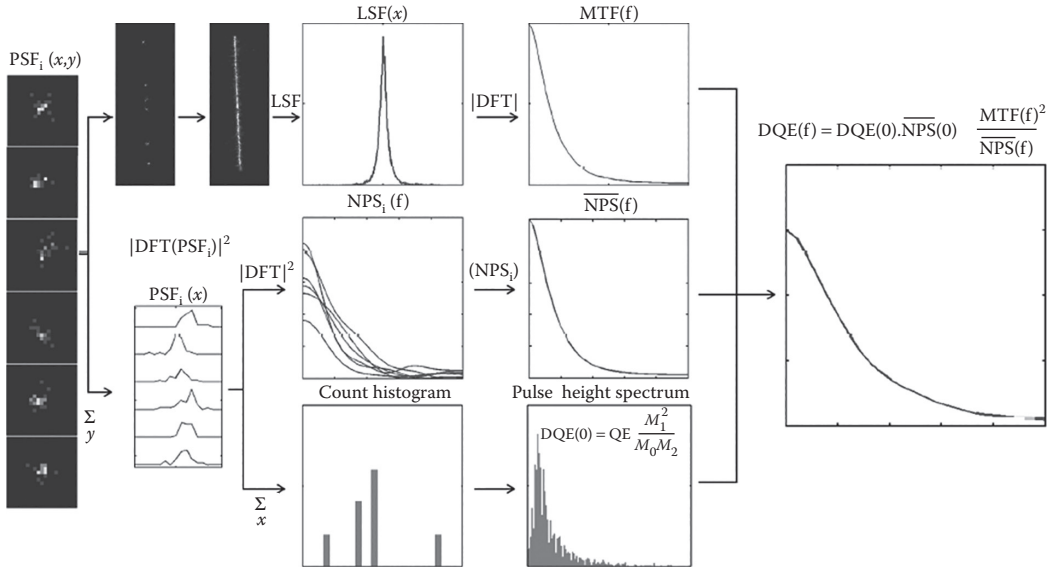 PSFᵢ (x,y)
LSF
LSF(x)
|DFT|
MTF(f)
|DFT(PSFᵢ)|²
PSFᵢ (x)
Σ
y
|DFT|²
NPSᵢ (f)
(NPSᵢ)
N̅P̅S̅(f)
Σ
x
Count histogram
Pulse height spectrum
DQE(0) = QE M₁² / M₀M₂
DQE(f) = DQE(0).N̅P̅S̅(0) MTF(f)² / N̅P̅S̅(f)